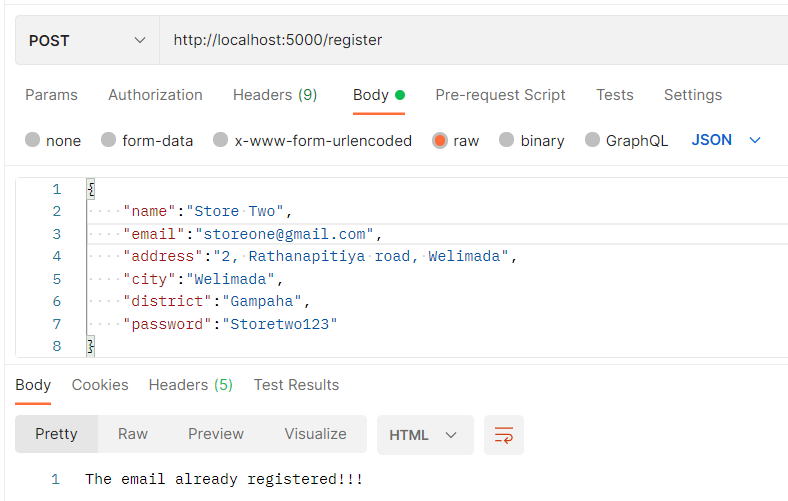 POST http://localhost:5000/register
Params Authorization Headers (9) Body Pre-request Script Tests Settings
none form-data x-www-form-urlencoded raw binary GraphQL JSON
1 {
2 "name":"Store Two",
3 "email":"storeone@gmail.com",
4 "address":"2, Rathanapitiya road, Welimada",
5 "city":"Welimada",
6 "district":"Gampaha",
7 "password":"Storetwo123"
8 }
Body Cookies Headers (5) Test Results
Pretty Raw Preview Visualize HTML
1 The email already registered!!!